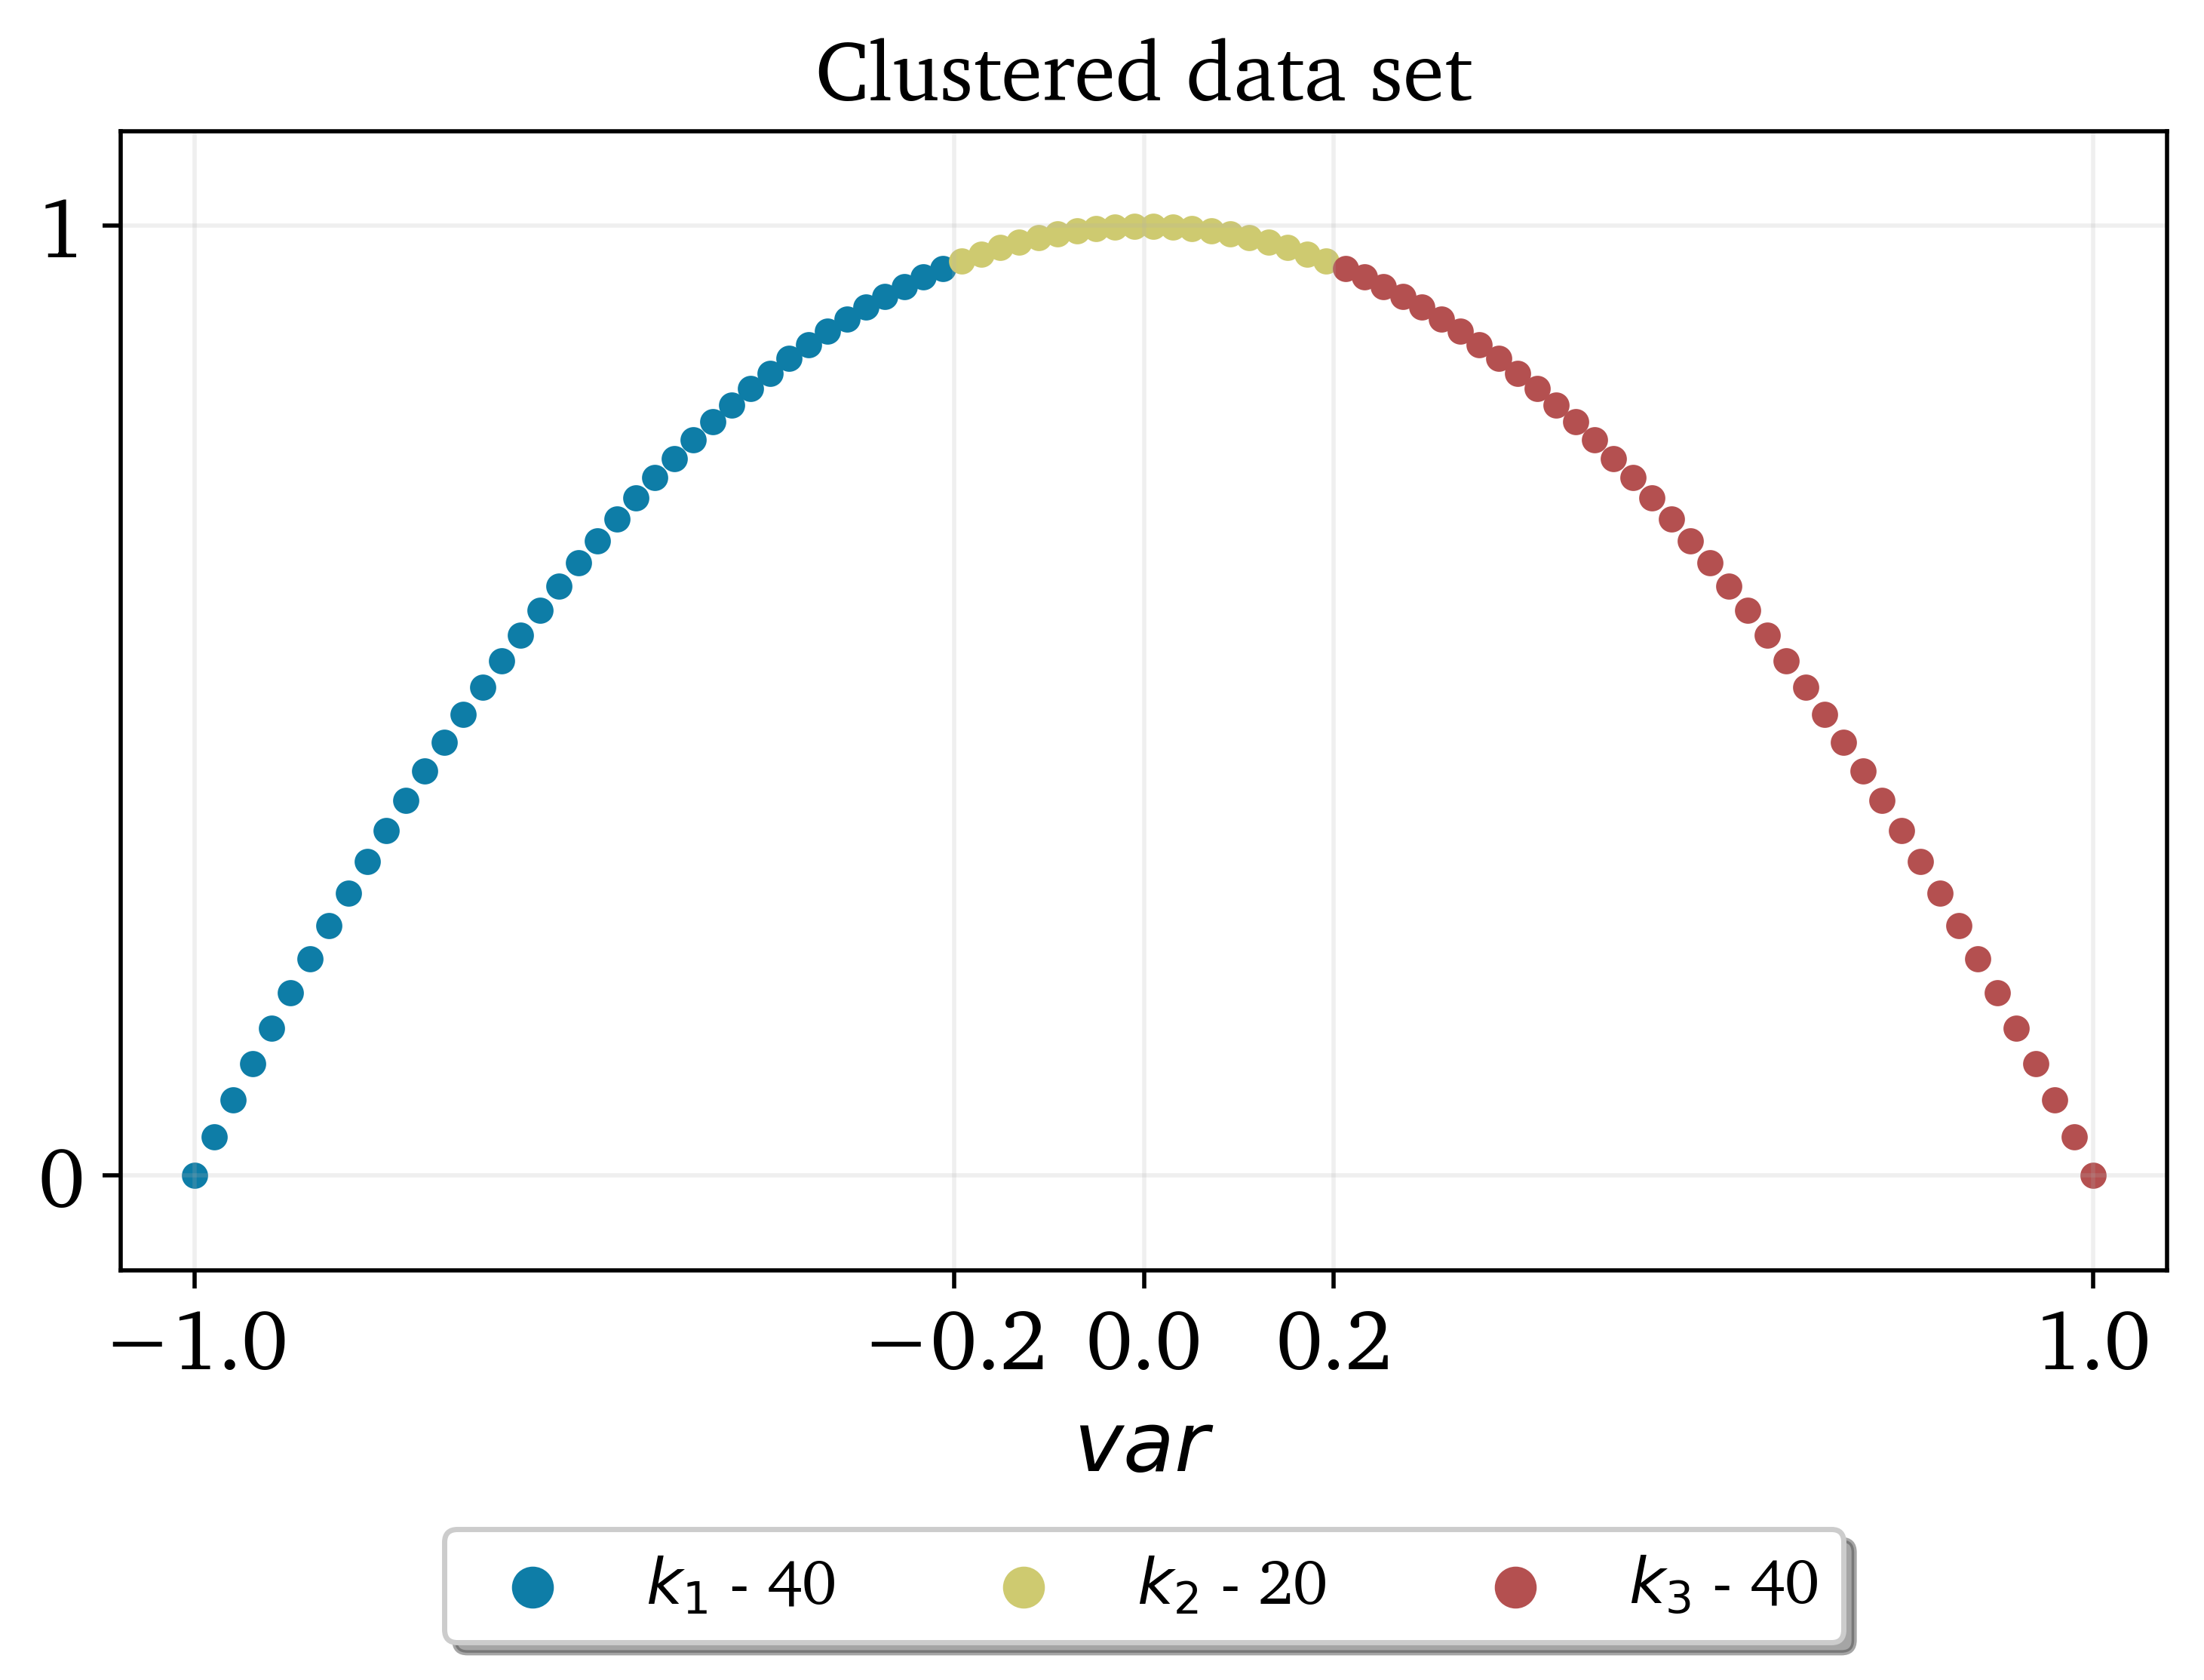 Clustered data set
1
0
−1.0 −0.2 0.0 0.2 1.0
var
k₁ - 40 k₂ - 20 k₃ - 40